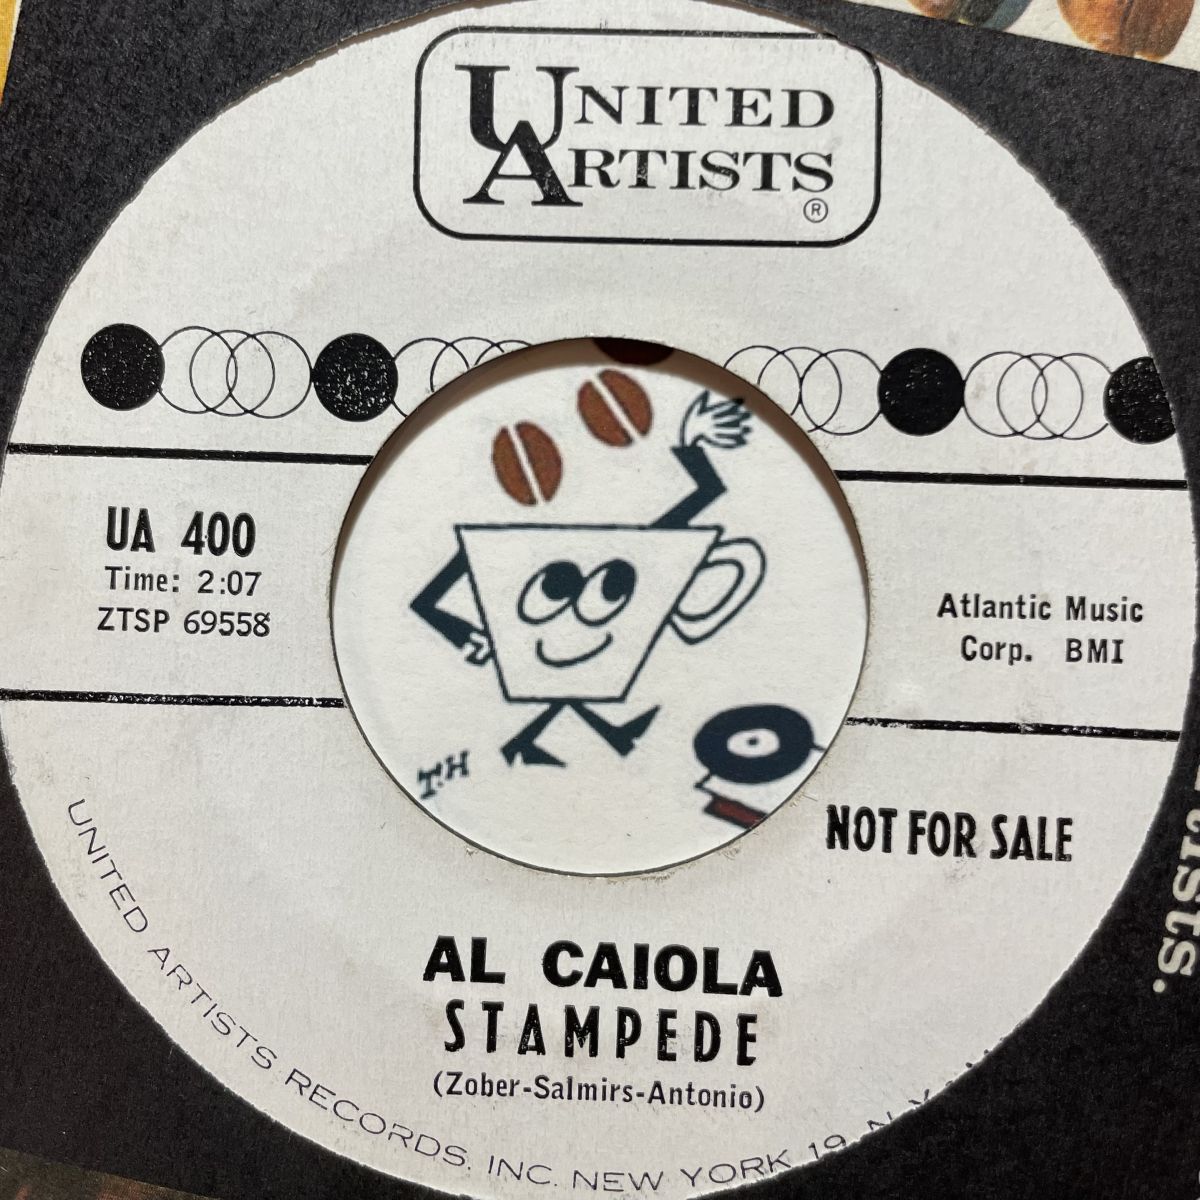 UNITED
ARTISTS
®
UA 400
Time: 2:07
ZTSP 69558
Atlantic Music
Corp. BMI
T.H
NOT FOR SALE
AL CAIOLA
STAMPEDE
(Zober-Salmirs-Antonio)
UNITED ARTISTS RECORDS, INC. NEW YORK 19, N.Y.